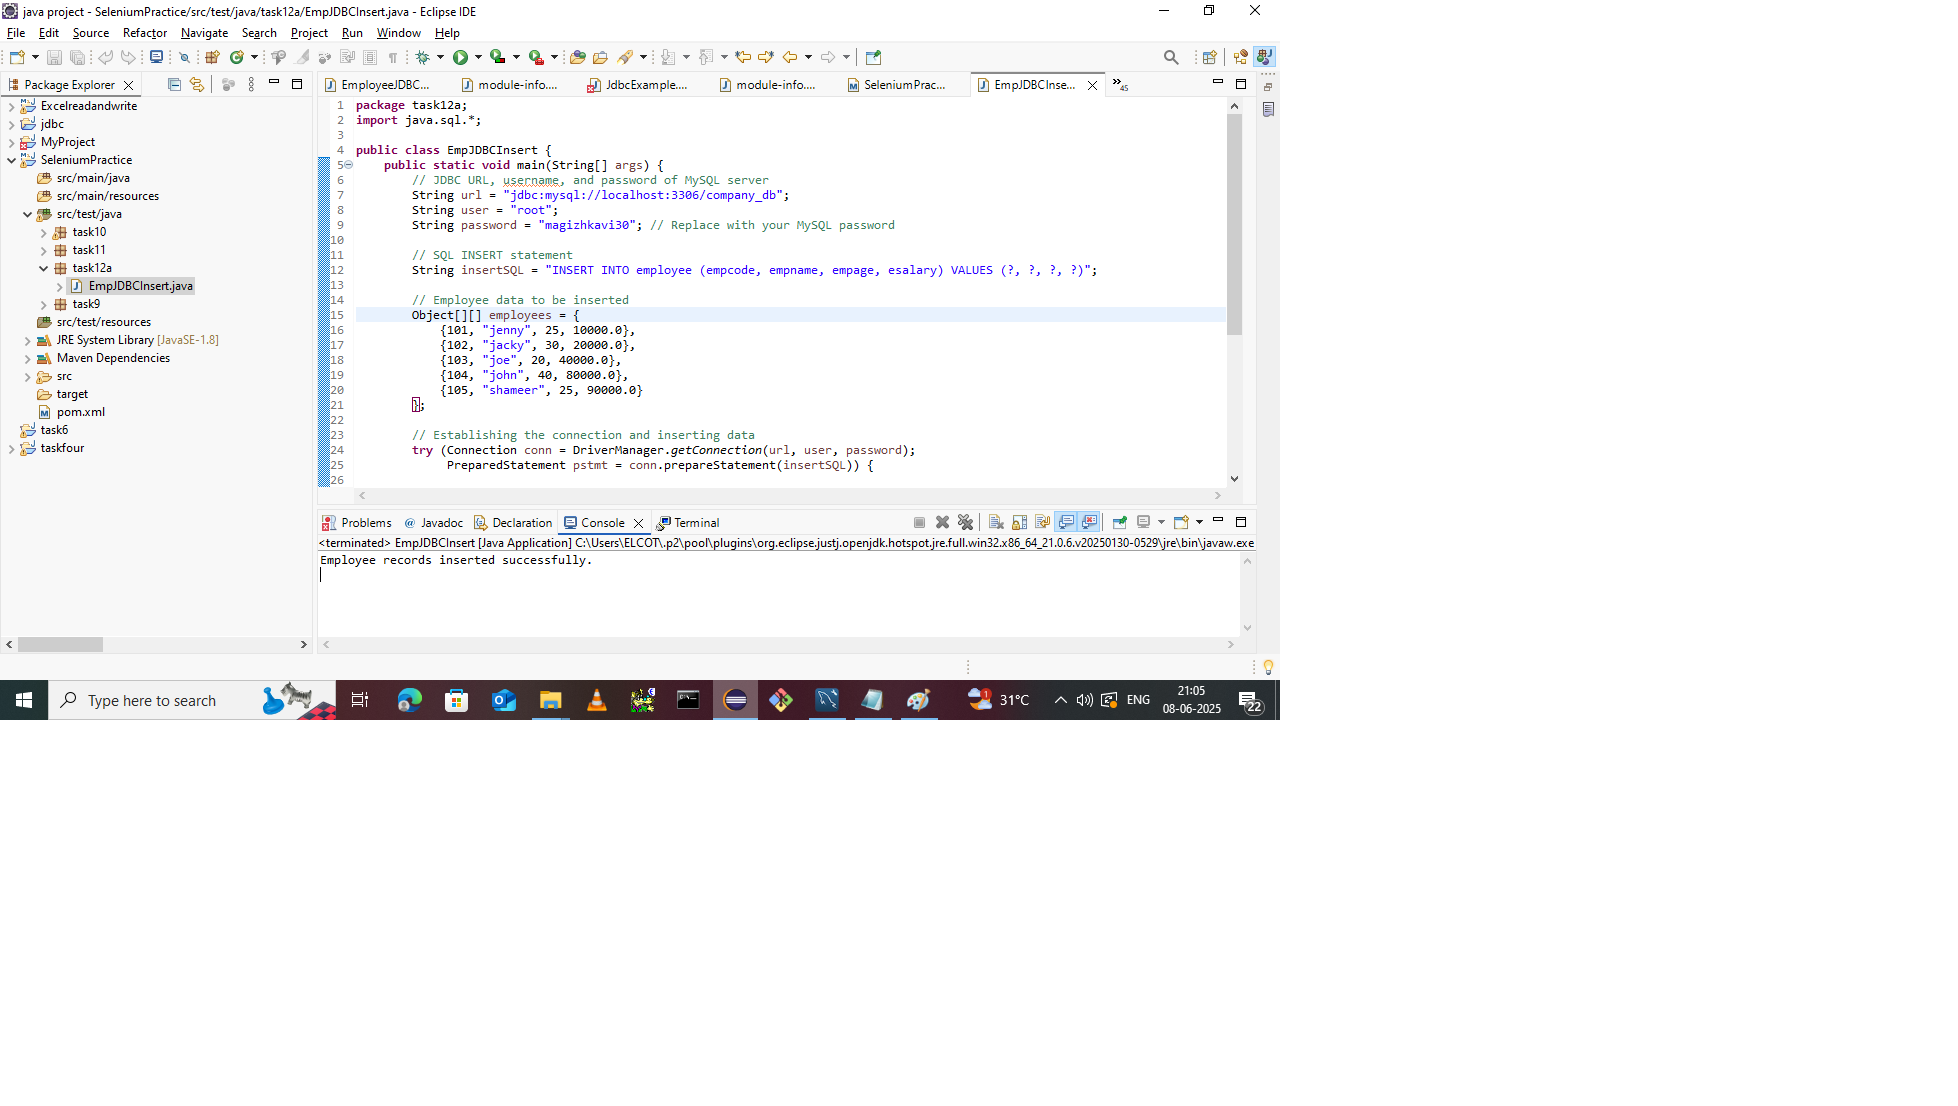 java project - SeleniumPractice/src/test/java/task12a/EmpJDBCInsert.java - Eclipse IDE
File Edit Source Refactor Navigate Search Project Run Window Help
Package Explorer
Excelreadandwrite
jdbc
MyProject
SeleniumPractice
src/main/java
src/main/resources
src/test/java
task10
task11
task12a
EmpJDBCInsert.java
task9
src/test/resources
JRE System Library [JavaSE-1.8]
Maven Dependencies
src
target
pom.xml
task6
taskfour
EmployeeJDBC... module-info.... JdbcExample.... module-info.... SeleniumPrac... EmpJDBCInse... »45
1 package task12a;
2 import java.sql.*;
3
4 public class EmpJDBCInsert {
5 public static void main(String[] args) {
6 // JDBC URL, username, and password of MySQL server
7 String url = "jdbc:mysql://localhost:3306/company_db";
8 String user = "root";
9 String password = "magizhkavi30"; // Replace with your MySQL password
10
11 // SQL INSERT statement
12 String insertSQL = "INSERT INTO employee (empcode, empname, empage, esalary) VALUES (?, ?, ?, ?)";
13
14 // Employee data to be inserted
15 Object[][] employees = {
16 {101, "jenny", 25, 10000.0},
17 {102, "jacky", 30, 20000.0},
18 {103, "joe", 20, 40000.0},
19 {104, "john", 40, 80000.0},
20 {105, "shameer", 25, 90000.0}
21 };
22
23 // Establishing the connection and inserting data
24 try (Connection conn = DriverManager.getConnection(url, user, password);
25 PreparedStatement pstmt = conn.prepareStatement(insertSQL)) {
26
Problems @ Javadoc Declaration Console Terminal
<terminated> EmpJDBCInsert [Java Application] C:\Users\ELCOT\.p2\pool\plugins\org.eclipse.justj.openjdk.hotspot.jre.full.win32.x86_64_21.0.6.v20250130-0529\jre\bin\javaw.exe
Employee records inserted successfully.
Type here to search
1 31°C ENG
21:05
08-06-2025
22